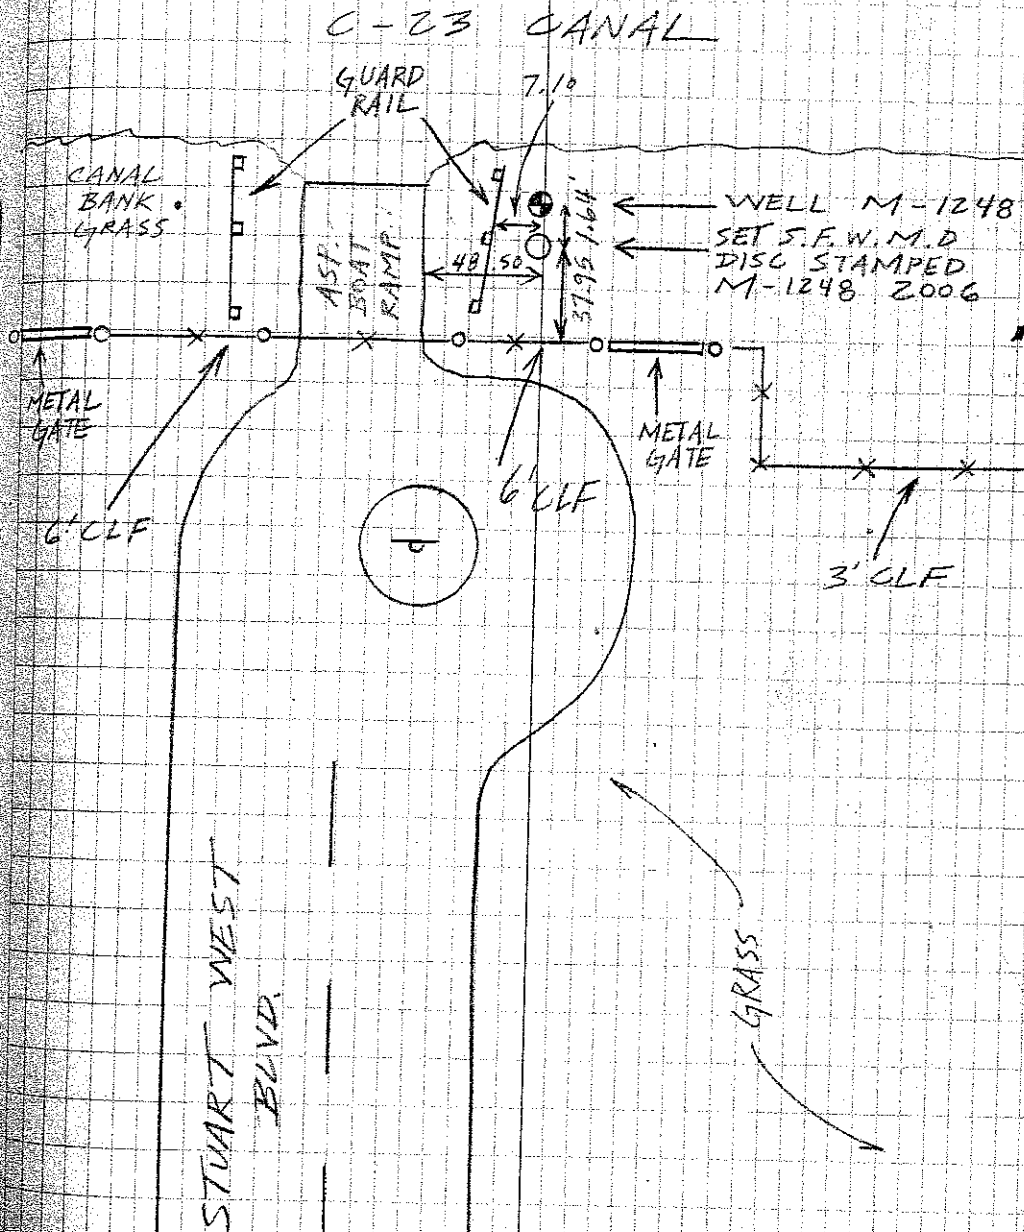 C-23 CANAL
GUARD
RAIL
7.10
CANAL
BANK
GRASS
ASP.
BOAT
RAMP
48.50
1.64'
37.95
WELL M-1248
SET S.F.W.M.D
DISC STAMPED
M-1248 2006
METAL
GATE
METAL
GATE
6' CLF
6' CLF
3' CLF
STUART WEST
BLVD.
GRASS